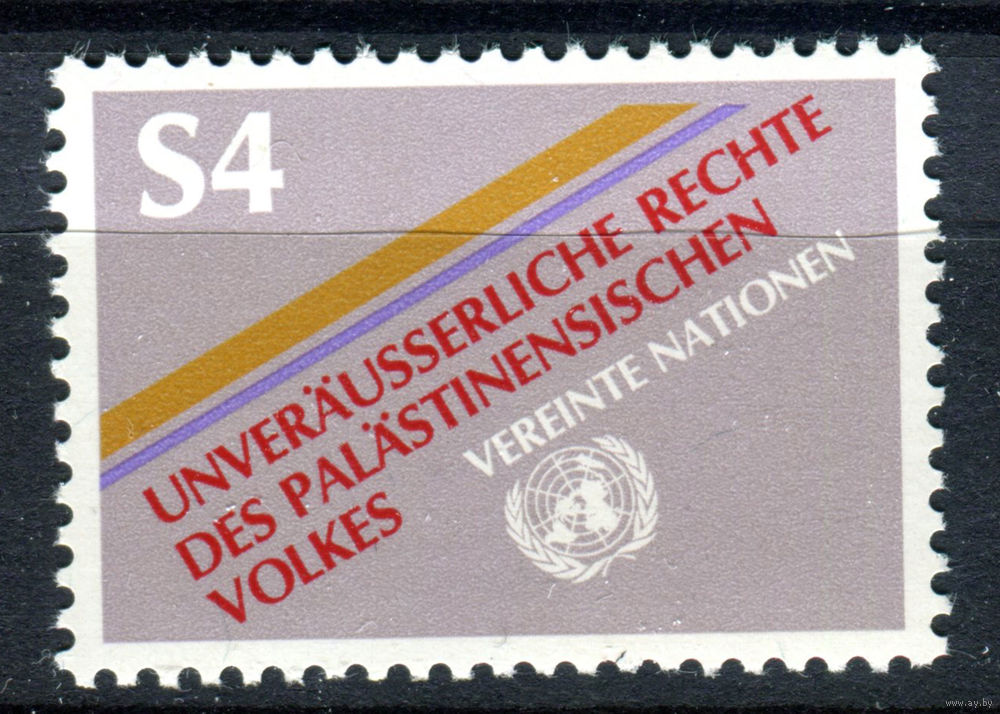 S4
UNVERÄUSSERLICHE RECHTE
DES PALÄSTINENSISCHEN
VOLKES
VEREINTE NATIONEN
www.ay.by